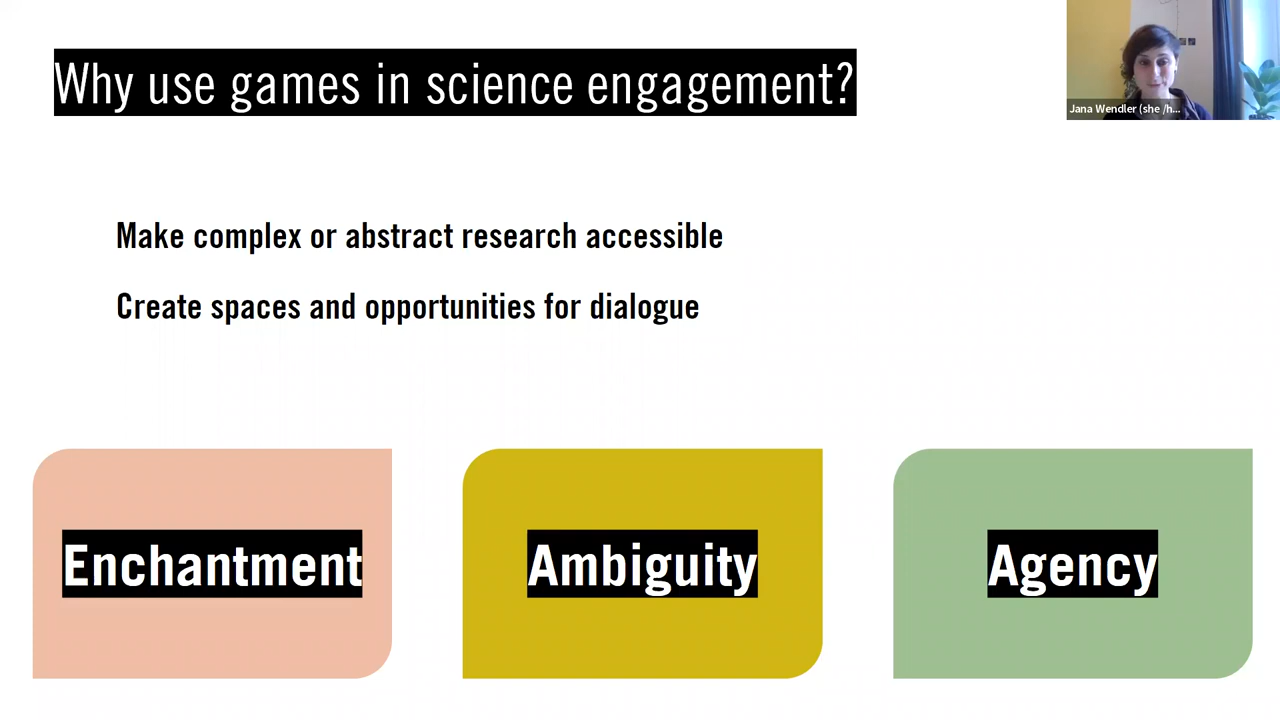 Why use games in science engagement?
Jana Wendler (she /h...
Make complex or abstract research accessible
Create spaces and opportunities for dialogue
Enchantment
Ambiguity
Agency